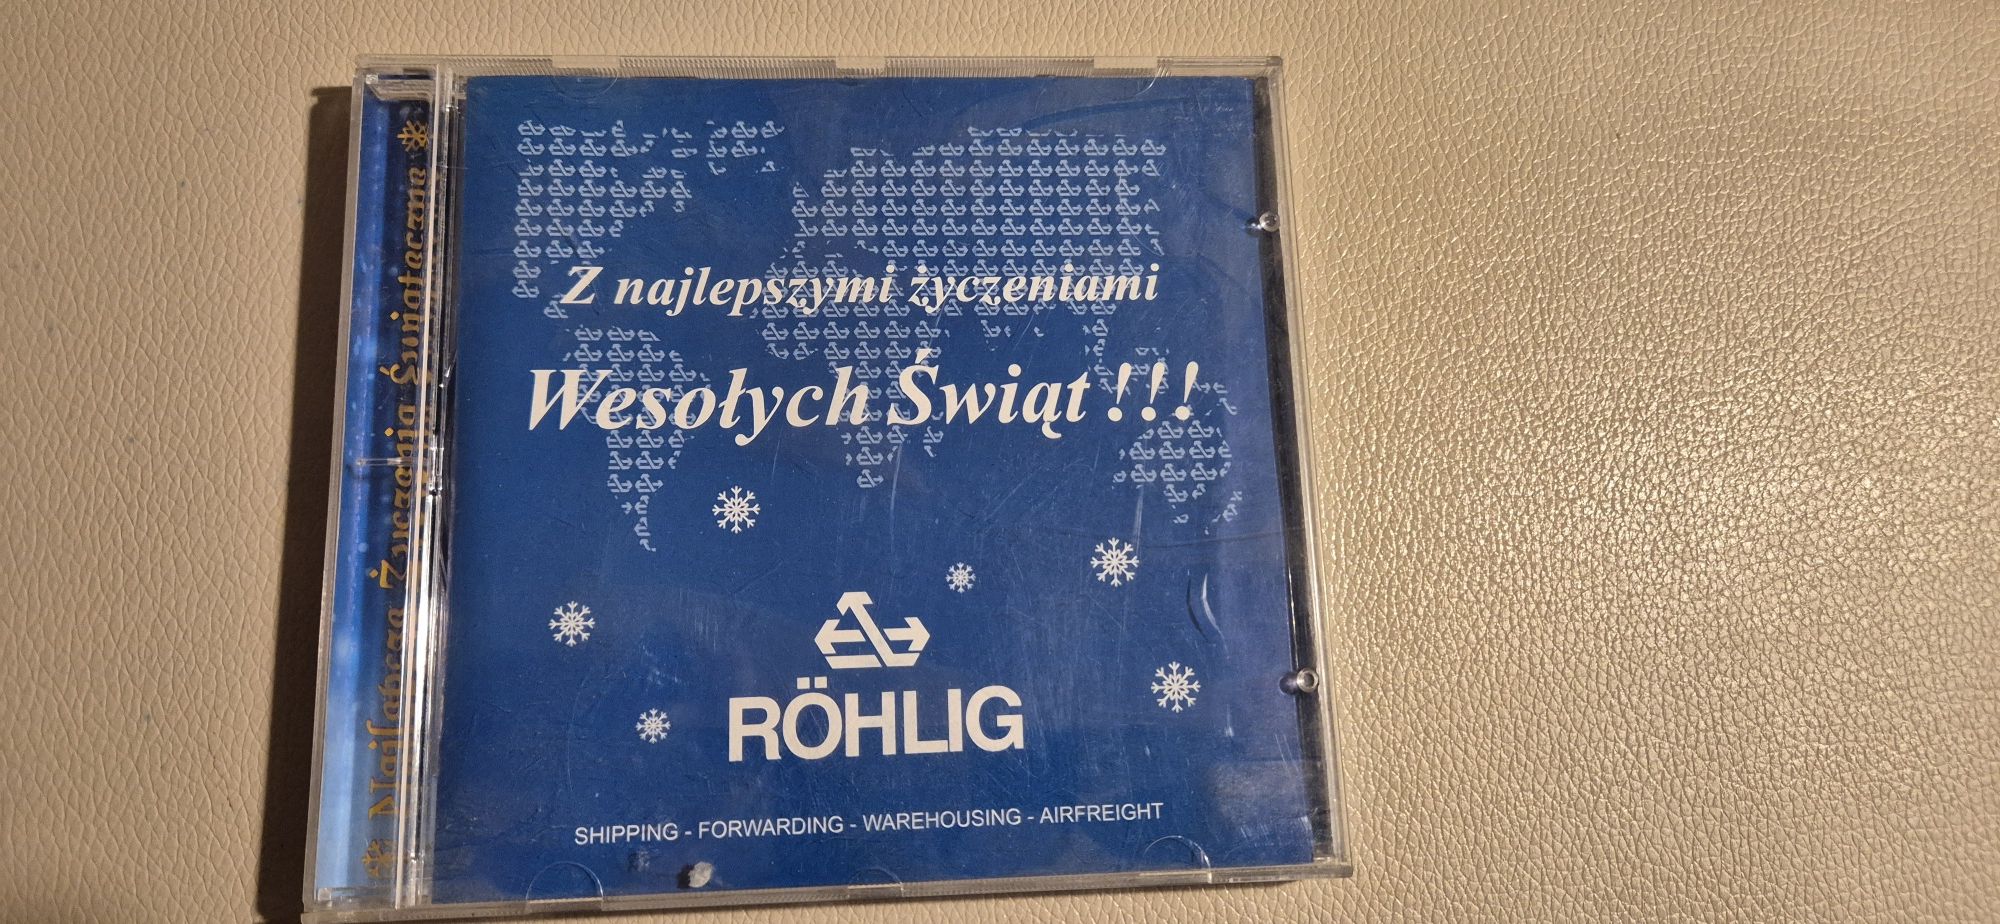 Z najlepszymi życzeniami
Wesołych Świąt !!!
RÖHLIG
SHIPPING - FORWARDING - WAREHOUSING - AIRFREIGHT
Najlepsze Życzenia Świąteczne